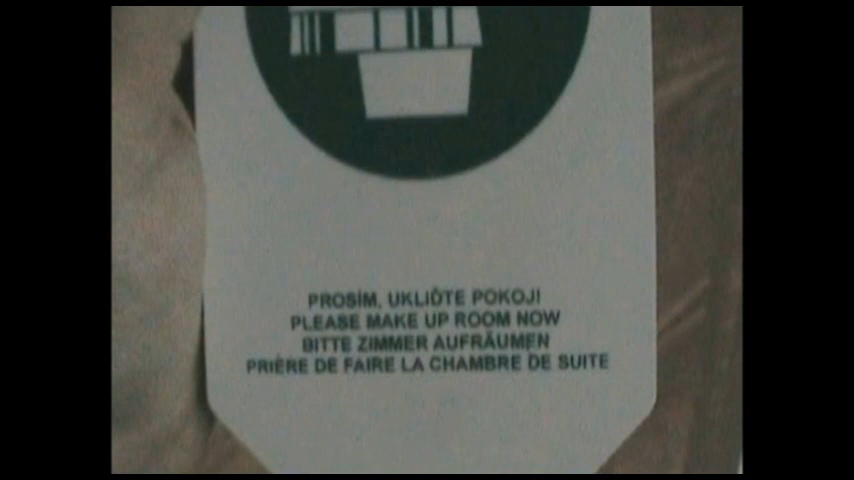 PROSÍM, UKLIĎTE POKOJ!
PLEASE MAKE UP ROOM NOW
BITTE ZIMMER AUFRÄUMEN
PRIÈRE DE FAIRE LA CHAMBRE DE SUITE